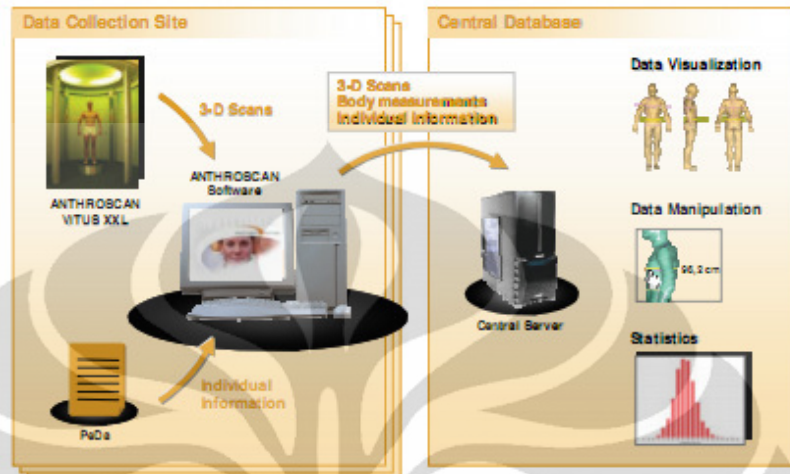 Data Collection Site
3-D Scans
ANTHROSCAN
VITUS XXL
ANTHROSCAN
Software
Individual
Information
PeDa
3-D Scans
Body measurements
Individual Information
Central Database
Central Server
Data Visualization
Data Manipulation
96,2 cm
Statistics